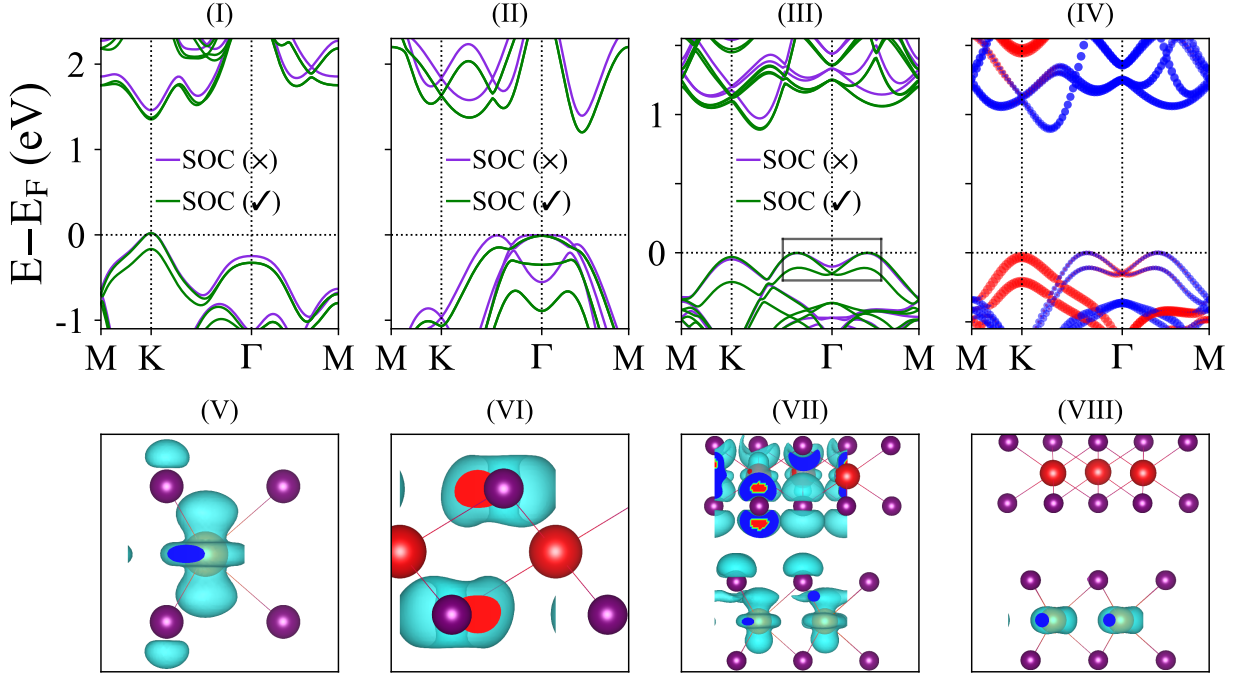 (I) (II) (III) (IV)
E−E_F (eV)
2
1
0
-1
SOC (×)
SOC (✓)
M K Γ M
SOC (×)
SOC (✓)
M K Γ M
1
0
SOC (×)
SOC (✓)
M K Γ M
M K Γ M
(V) (VI) (VII) (VIII)